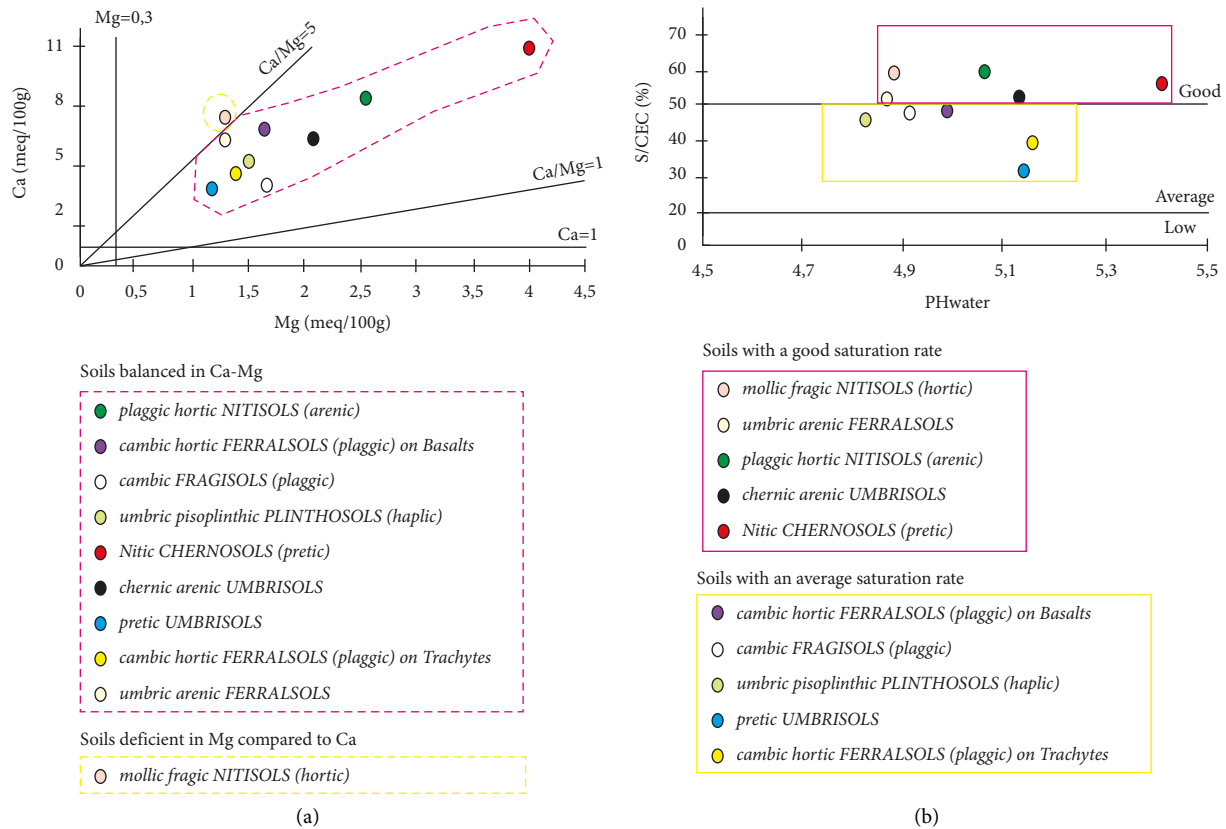 Mg=0,3
Ca/Mg=5
11
8
5
2
0
Ca (meq/100g)
Ca/Mg=1
Ca=1
0
1
1,5
2
2,5
3
3,5
4
4,5
Mg (meq/100g)
Soils balanced in Ca-Mg
plaggic hortic NITISOLS (arenic)
cambic hortic FERRALSOLS (plaggic) on Basalts
cambic FRAGISOLS (plaggic)
umbric pisoplinthic PLINTHOSOLS (haplic)
Nitic CHERNOSOLS (pretic)
chernic arenic UMBRISOLS
pretic UMBRISOLS
cambic hortic FERRALSOLS (plaggic) on Trachytes
umbric arenic FERRALSOLS
Soils deficient in Mg compared to Ca
mollic fragic NITISOLS (hortic)
(a)
70
60
50
40
30
20
0
S/CEC (%)
Good
Average
Low
4,5
4,7
4,9
5,1
5,3
5,5
PHwater
Soils with a good saturation rate
mollic fragic NITISOLS (hortic)
umbric arenic FERRALSOLS
plaggic hortic NITISOLS (arenic)
chernic arenic UMBRISOLS
Nitic CHERNOSOLS (pretic)
Soils with an average saturation rate
cambic hortic FERRALSOLS (plaggic) on Basalts
cambic FRAGISOLS (plaggic)
umbric pisoplinthic PLINTHOSOLS (haplic)
pretic UMBRISOLS
cambic hortic FERRALSOLS (plaggic) on Trachytes
(b)